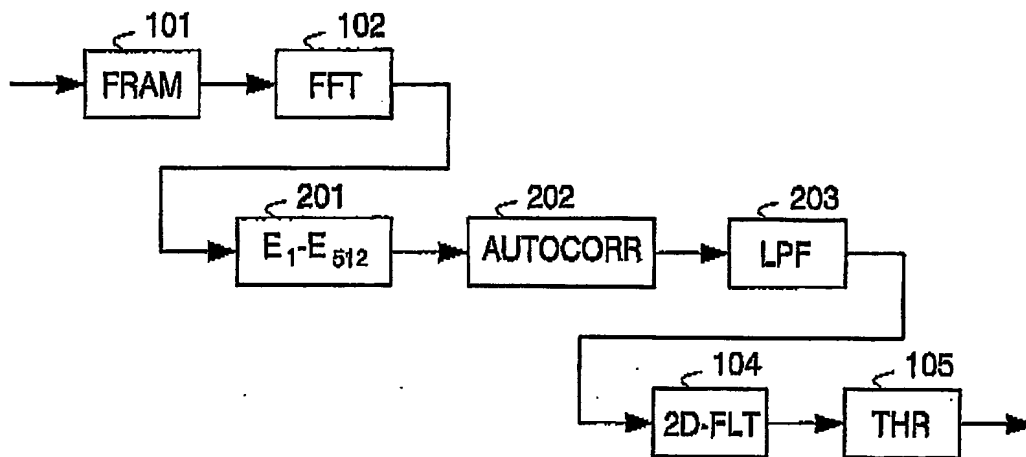 101 102
FRAM FFT
201 202 203
E₁-E₅₁₂ AUTOCORR LPF
104 105
2D-FLT THR